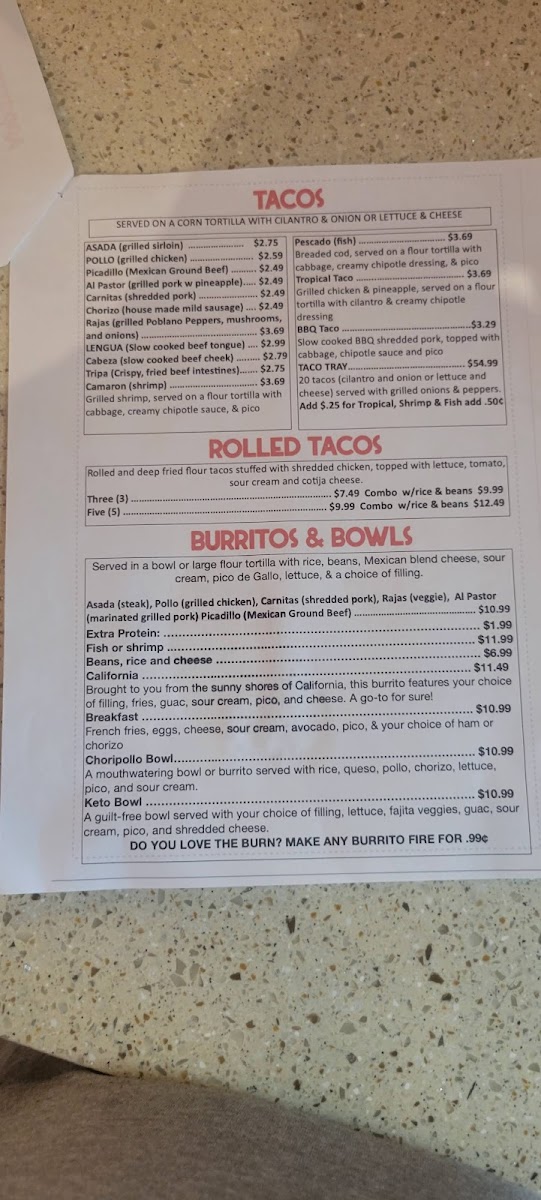 TACOS
SERVED ON A CORN TORTILLA WITH CILANTRO & ONION OR LETTUCE & CHEESE
ASADA (grilled sirloin) ..................... $2.75
POLLO (grilled chicken) ........................ $2.59
Picadillo (Mexican Ground Beef) ......... $2.49
Al Pastor (grilled pork w pineapple).... $2.49
Carnitas (shredded pork) ..................... $2.49
Chorizo (house made mild sausage) .... $2.49
Rajas (grilled Poblano Peppers, mushrooms,
and onions) ........................................ $3.69
LENGUA (Slow cooked beef tongue) .... $2.99
Cabeza (slow cooked beef cheek) ......... $2.79
Tripa (Crispy, fried beef intestines)....... $2.75
Camaron (shrimp) ............................... $3.69
Grilled shrimp, served on a flour tortilla with
cabbage, creamy chipotle sauce, & pico
Pescado (fish) ................................ $3.69
Breaded cod, served on a flour tortilla with
cabbage, creamy chipotle dressing, & pico
Tropical Taco ......................................... $3.69
Grilled chicken & pineapple, served on a flour
tortilla with cilantro & creamy chipotle
dressing
BBQ Taco ................................................$3.29
Slow cooked BBQ shredded pork, topped with
cabbage, chipotle sauce and pico
TACO TRAY............................................ $54.99
20 tacos (cilantro and onion or lettuce and
cheese) served with grilled onions & peppers.
Add $.25 for Tropical, Shrimp & Fish add .50¢
ROLLED TACOS
Rolled and deep fried flour tacos stuffed with shredded chicken, topped with lettuce, tomato,
sour cream and cotija cheese.
Three (3) ........................................................................ $7.49 Combo w/rice & beans $9.99
Five (5) ......................................................................... $9.99 Combo w/rice & beans $12.49
BURRITOS & BOWLS
Served in a bowl or large flour tortilla with rice, beans, Mexican blend cheese, sour
cream, pico de Gallo, lettuce, & a choice of filling.
Asada (steak), Pollo (grilled chicken), Carnitas (shredded pork), Rajas (veggie), Al Pastor
(marinated grilled pork) Picadillo (Mexican Ground Beef) ............................................ $10.99
Extra Protein: ................................................................................ $1.99
Fish or shrimp ............................................................................... $11.99
Beans, rice and cheese .................................................................. $6.99
California ..................................................................................... $11.49
Brought to you from the sunny shores of California, this burrito features your choice
of filling, fries, guac, sour cream, pico, and cheese. A go-to for sure!
Breakfast ...................................................................................... $10.99
French fries, eggs, cheese, sour cream, avocado, pico, & your choice of ham or
chorizo
Choripollo Bowl............................................................................. $10.99
A mouthwatering bowl or burrito served with rice, queso, pollo, chorizo, lettuce,
pico, and sour cream.
Keto Bowl ..................................................................................... $10.99
A guilt-free bowl served with your choice of filling, lettuce, fajita veggies, guac, sour
cream, pico, and shredded cheese.
DO YOU LOVE THE BURN? MAKE ANY BURRITO FIRE FOR .99¢